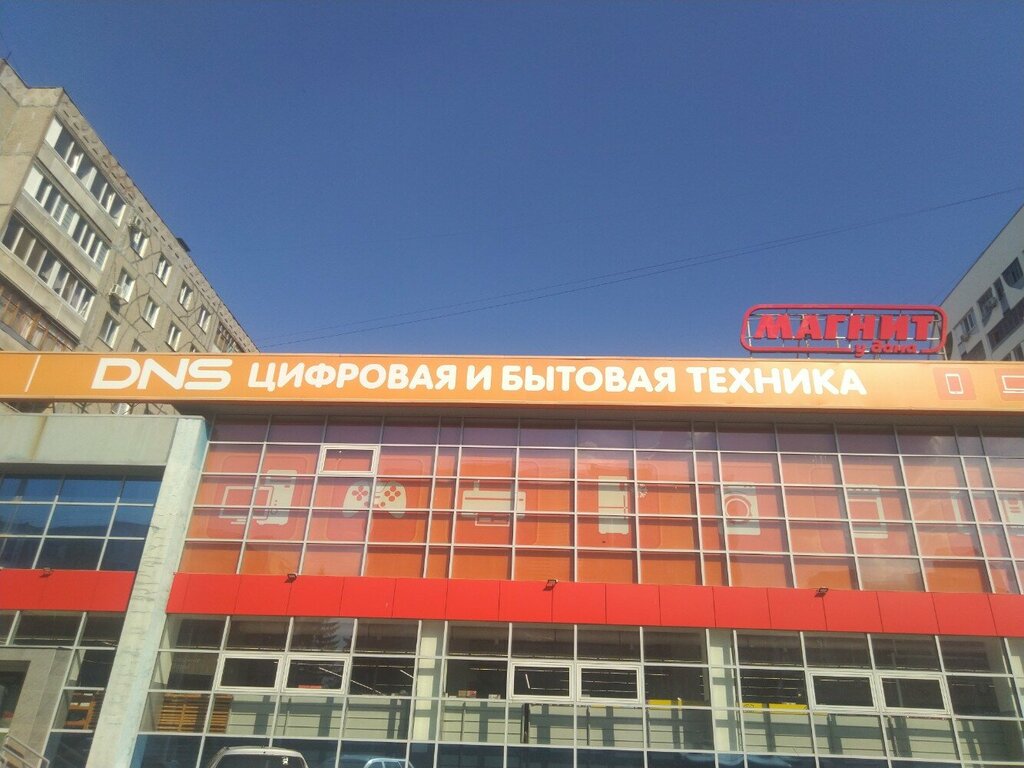 МАГНИТ
у дома
DNS ЦИФРОВАЯ И БЫТОВАЯ ТЕХНИКА